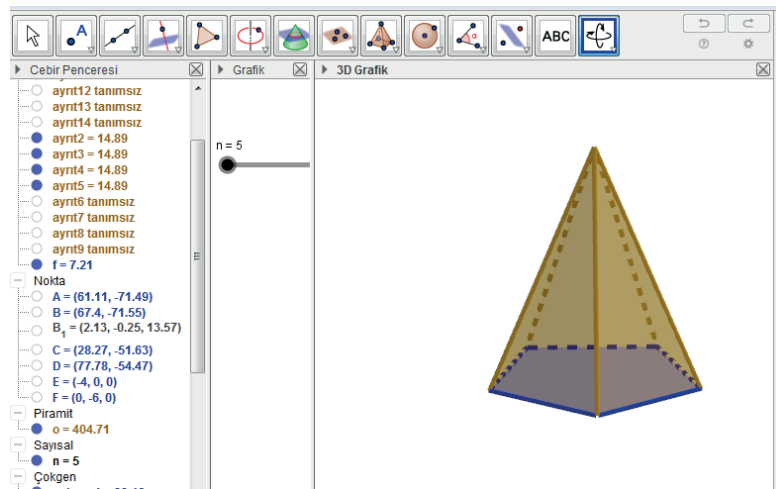 ABC
Cebir Penceresi
Grafik
3D Grafik
ayrıt12 tanımsız
ayrıt13 tanımsız
ayrıt14 tanımsız
ayrıt2 = 14.89
ayrıt3 = 14.89
ayrıt4 = 14.89
ayrıt5 = 14.89
ayrıt6 tanımsız
ayrıt7 tanımsız
ayrıt8 tanımsız
ayrıt9 tanımsız
f = 7.21
Nokta
A = (61.11, -71.49)
B = (67.4, -71.55)
B₁ = (2.13, -0.25, 13.57)
C = (28.27, -51.63)
D = (77.78, -54.47)
E = (-4, 0, 0)
F = (0, -6, 0)
Piramit
o = 404.71
Sayısal
n = 5
Çokgen
n = 5